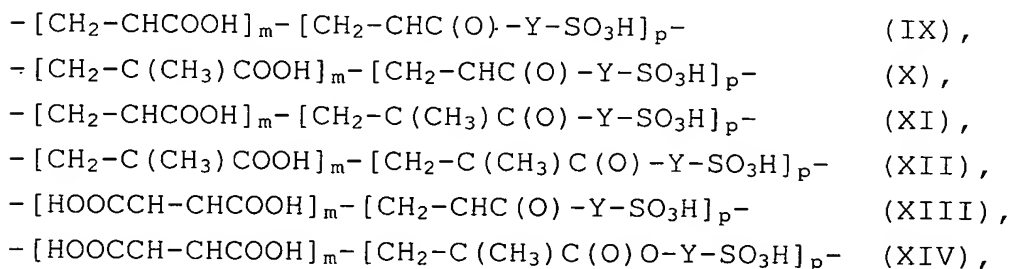 -[CH₂-CHCOOH]ₘ-[CH₂-CHC(O)-Y-SO₃H]ₚ- (IX),
-[CH₂-C(CH₃)COOH]ₘ-[CH₂-CHC(O)-Y-SO₃H]ₚ- (X),
-[CH₂-CHCOOH]ₘ-[CH₂-C(CH₃)C(O)-Y-SO₃H]ₚ- (XI),
-[CH₂-C(CH₃)COOH]ₘ-[CH₂-C(CH₃)C(O)-Y-SO₃H]ₚ- (XII),
-[HOOCCH-CHCOOH]ₘ-[CH₂-CHC(O)-Y-SO₃H]ₚ- (XIII),
-[HOOCCH-CHCOOH]ₘ-[CH₂-C(CH₃)C(O)O-Y-SO₃H]ₚ- (XIV),